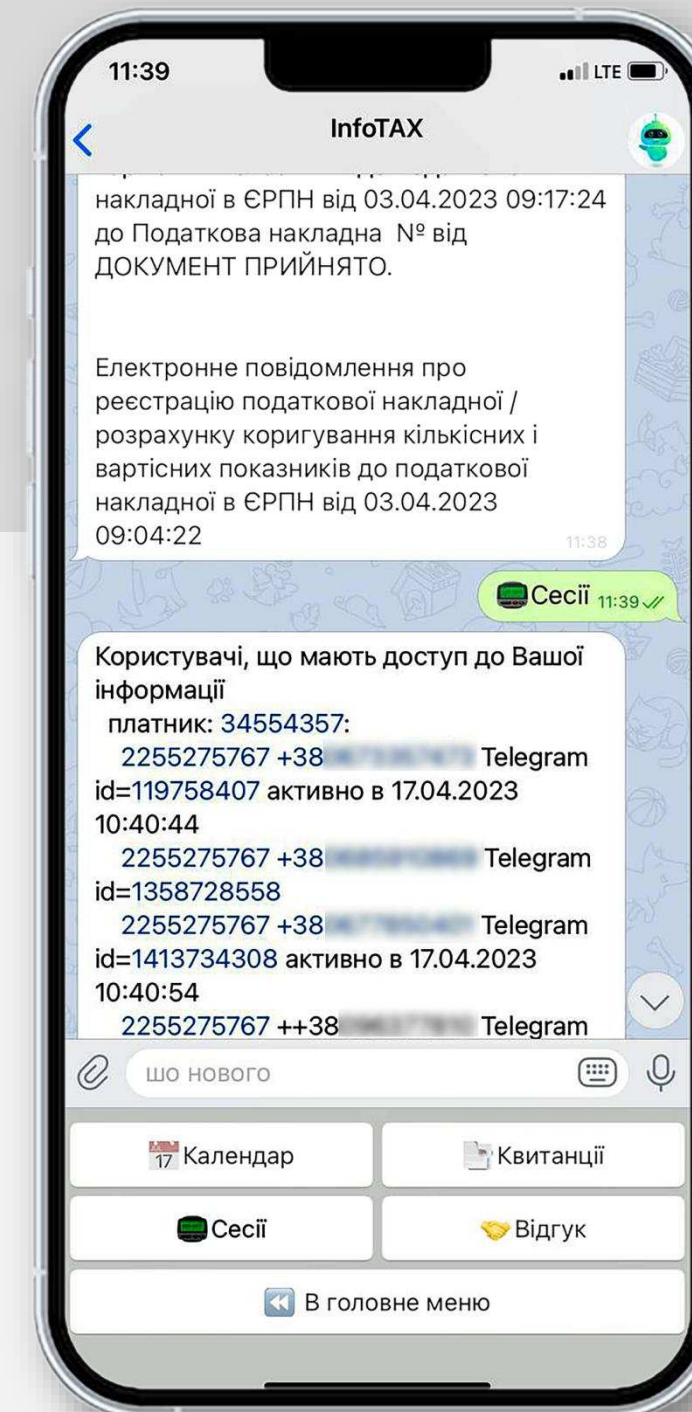 11:39
LTE
InfoTAX
накладної в ЄРПН від 03.04.2023 09:17:24
до Податкова накладна № від
ДОКУМЕНТ ПРИЙНЯТО.
Електронне повідомлення про
реєстрацію податкової накладної /
розрахунку коригування кількісних і
вартісних показників до податкової
накладної в ЄРПН від 03.04.2023
09:04:22
11:38
Сесії 11:39
Користувачі, що мають доступ до Вашої
інформації
платник: 34554357:
2255275767 +38 Telegram
id=119758407 активно в 17.04.2023
10:40:44
2255275767 +38 Telegram
id=1358728558
2255275767 +38 Telegram
id=1413734308 активно в 17.04.2023
10:40:54
2255275767 ++38 Telegram
шо нового
17 Календар
Квитанції
Сесії
Відгук
В головне меню